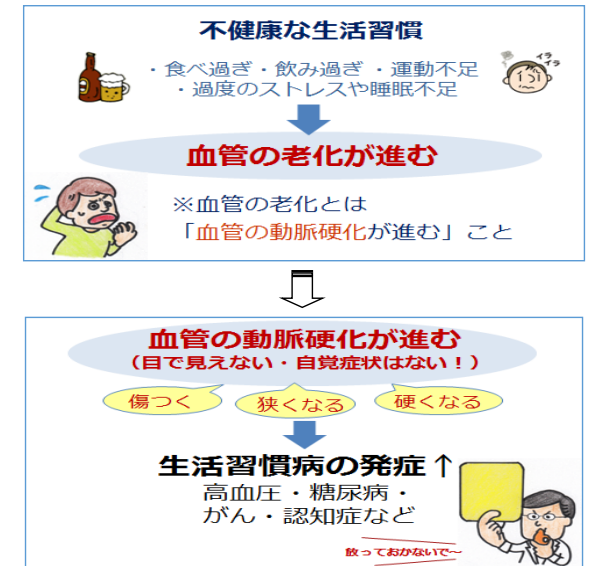 不健康な生活習慣
・食べ過ぎ・飲み過ぎ・運動不足
・過度のストレスや睡眠不足
イライラ
血管の老化が進む
※血管の老化とは
「血管の動脈硬化が進む」こと
血管の動脈硬化が進む
(目で見えない・自覚症状はない!)
傷つく 狭くなる 硬くなる
生活習慣病の発症↑
高血圧・糖尿病・
がん・認知症など
放っておかないで～